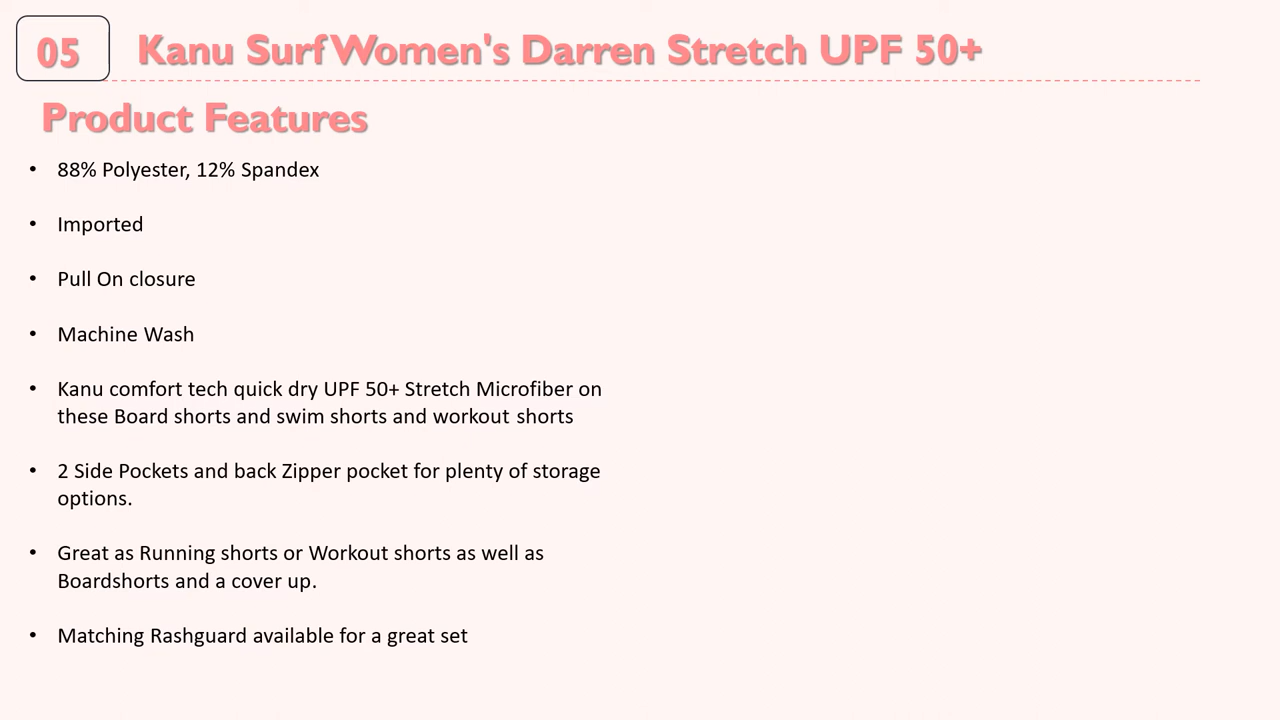 05
Kanu Surf Women's Darren Stretch UPF 50+
Product Features
• 88% Polyester, 12% Spandex
• Imported
• Pull On closure
• Machine Wash
• Kanu comfort tech quick dry UPF 50+ Stretch Microfiber on
these Board shorts and swim shorts and workout shorts
• 2 Side Pockets and back Zipper pocket for plenty of storage
options.
• Great as Running shorts or Workout shorts as well as
Boardshorts and a cover up.
• Matching Rashguard available for a great set